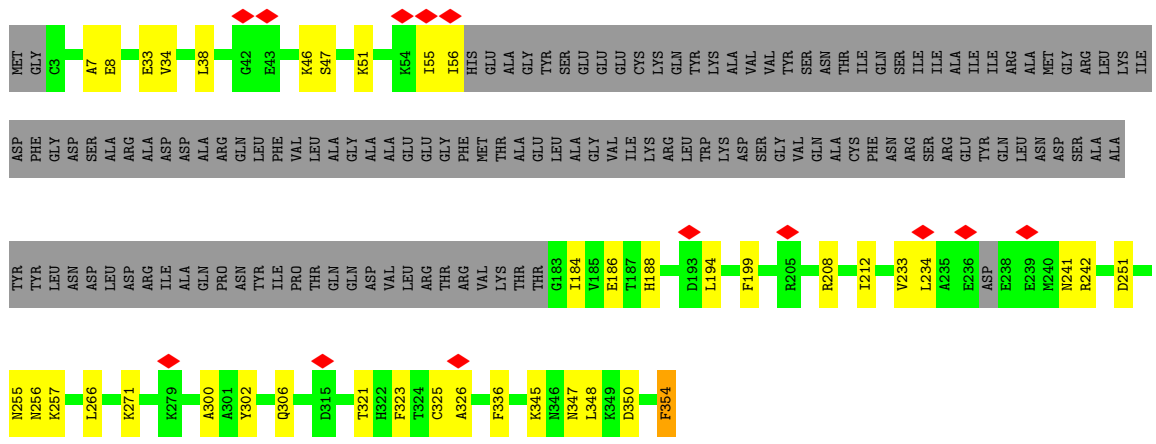 MET GLY C3 A7 E8 E33 V34 L38 G42 E43 K46 S47 K51 K54 I55 I56 HIS GLU ALA GLY TYR SER GLU GLU GLU CYS LYS GLN TYR LYS ALA VAL VAL TYR SER ASN THR ILE GLN SER ILE ILE ALA ILE ILE ARG ALA MET GLY ARG LEU LYS ILE
ASP PHE GLY ASP SER ALA ARG ALA ASP ASP ALA ARG GLN LEU PHE VAL LEU ALA GLY ALA ALA GLU GLU GLY PHE MET THR ALA GLU LEU ALA GLY VAL ILE LYS ARG LEU TRP LYS ASP SER GLY VAL GLN ALA CYS PHE ASN ARG SER ARG GLU TYR GLN LEU ASN ASP SER ALA ALA
TYR TYR LEU ASN ASP LEU ASP ARG ILE ALA GLN PRO ASN TYR ILE PRO THR GLN GLN ASP VAL LEU ARG THR ARG VAL LYS THR THR G183 I184 V185 E186 T187 H188 D193 L194 F199 R205 R208 I212 V233 L234 A235 E236 ASP E238 E239 M240 N241 R242 D251
N255 N256 K257 L266 K271 K279 A300 A301 Y302 Q306 D315 T321 H322 F323 T324 C325 A326 F336 K345 N346 N347 L348 K349 D350 F354